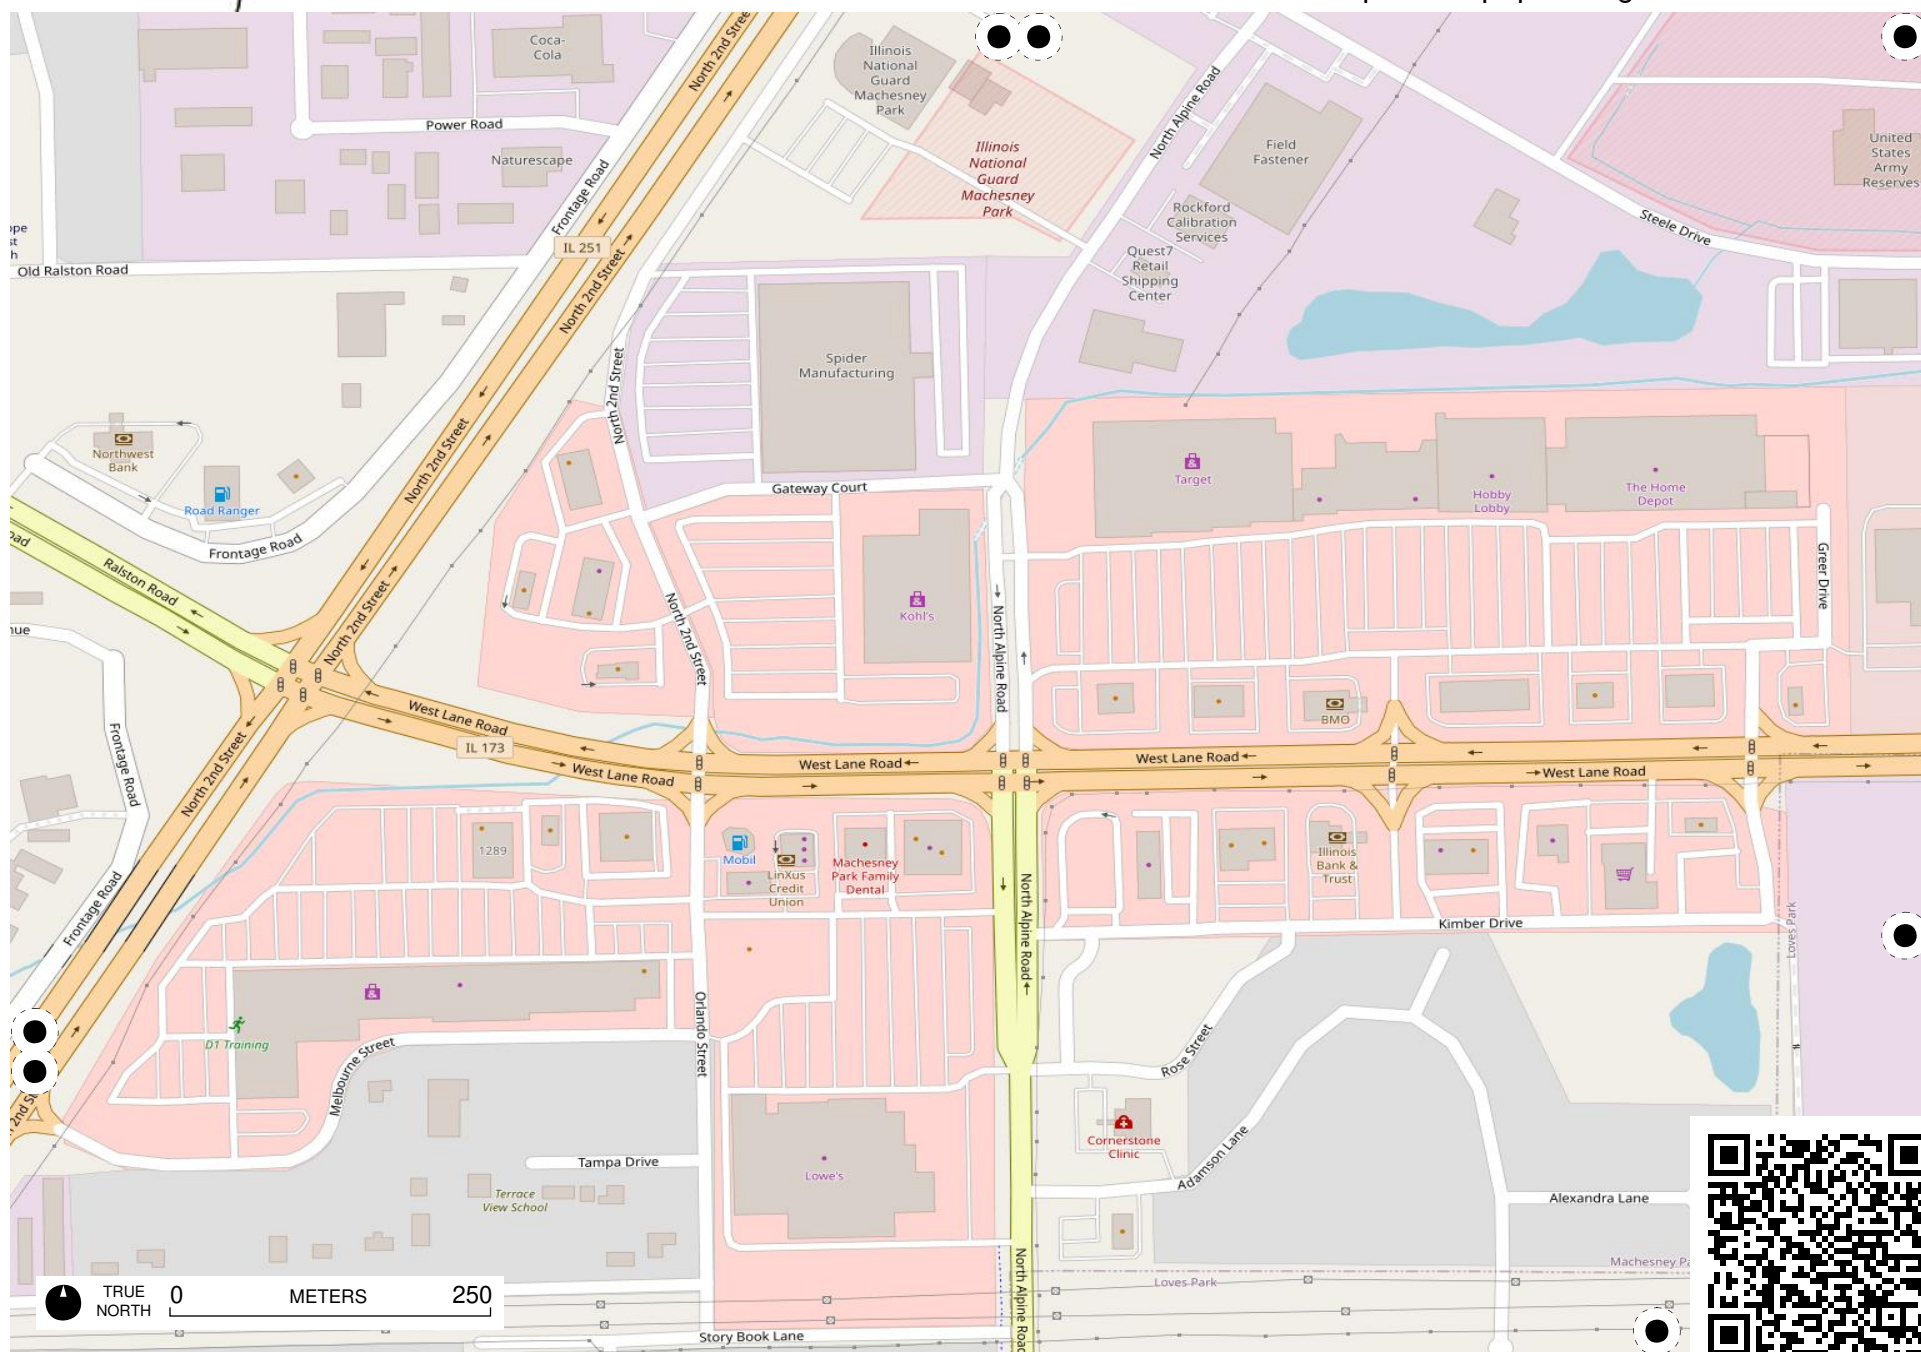 Coca-
Cola
North 2nd Street
Illinois
National
Guard
Machesney
Park
North Alpine Road
Power Road
Naturescape
Frontage Road
Illinois
National
Guard
Machesney
Park
Field
Fastener
United
States
Army
Reserves
Rockford
Calibration
Services
Steele Drive
IL 251
Quest7
Retail
Shipping
Center
Old Ralston Road
North 2nd Street
Spider
Manufacturing
North 2nd Street
North 2nd Street
Northwest
Bank
Road Ranger
Frontage Road
Gateway Court
Target
Hobby
Lobby
The Home
Depot
Greer Drive
Ralston Road
North 2nd Street
Kohl's
North 2nd Street
North Alpine Road
West Lane Road
IL 173
BMO
Frontage Road
North 2nd Street
West Lane Road
West Lane Road
West Lane Road
West Lane Road
1289
Mobil
LinXus
Credit
Union
Machesney
Park Family
Dental
Illinois
Bank &
Trust
Frontage Road
North Alpine Road
Kimber Drive
Loves Park
Orlando Street
D1 Training
Melbourne Street
Rose Street
Cornerstone
Clinic
Adamson Lane
Tampa Drive
Lowe's
Terrace
View School
Alexandra Lane
North Alpine Road
Loves Park
TRUE
NORTH
0 METERS 250
Story Book Lane